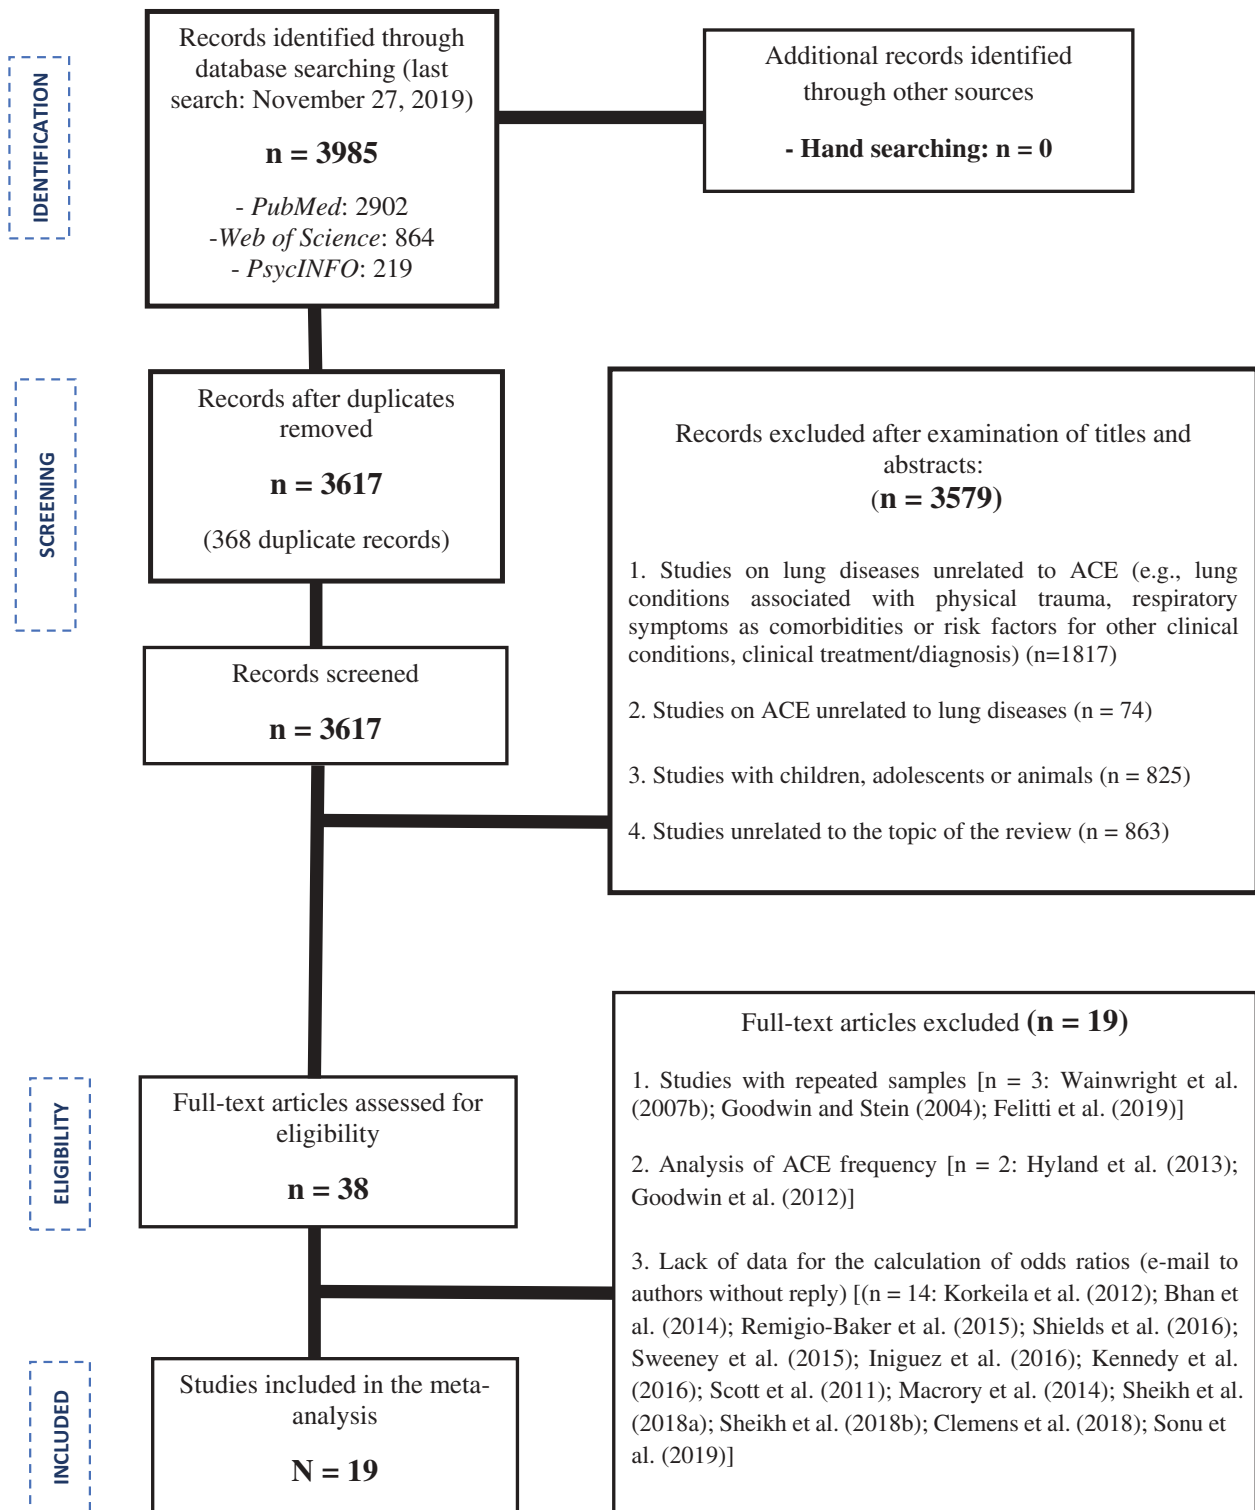 IDENTIFICATION
Records identified through
database searching (last
search: November 27, 2019)
n = 3985
- PubMed: 2902
-Web of Science: 864
- PsycINFO: 219
Additional records identified
through other sources
- Hand searching: n = 0
SCREENING
Records after duplicates
removed
n = 3617
(368 duplicate records)
Records screened
n = 3617
Records excluded after examination of titles and
abstracts:
(n = 3579)
1. Studies on lung diseases unrelated to ACE (e.g., lung
conditions associated with physical trauma, respiratory
symptoms as comorbidities or risk factors for other clinical
conditions, clinical treatment/diagnosis) (n=1817)
2. Studies on ACE unrelated to lung diseases (n = 74)
3. Studies with children, adolescents or animals (n = 825)
4. Studies unrelated to the topic of the review (n = 863)
ELIGIBILITY
Full-text articles assessed for
eligibility
n = 38
Full-text articles excluded (n = 19)
1. Studies with repeated samples [n = 3: Wainwright et al.
(2007b); Goodwin and Stein (2004); Felitti et al. (2019)]
2. Analysis of ACE frequency [n = 2: Hyland et al. (2013);
Goodwin et al. (2012)]
3. Lack of data for the calculation of odds ratios (e-mail to
authors without reply) [(n = 14: Korkeila et al. (2012); Bhan et
al. (2014); Remigio-Baker et al. (2015); Shields et al. (2016);
Sweeney et al. (2015); Iniguez et al. (2016); Kennedy et al.
(2016); Scott et al. (2011); Macrory et al. (2014); Sheikh et al.
(2018a); Sheikh et al. (2018b); Clemens et al. (2018); Sonu et
al. (2019)]
INCLUDED
Studies included in the meta-
analysis
N = 19